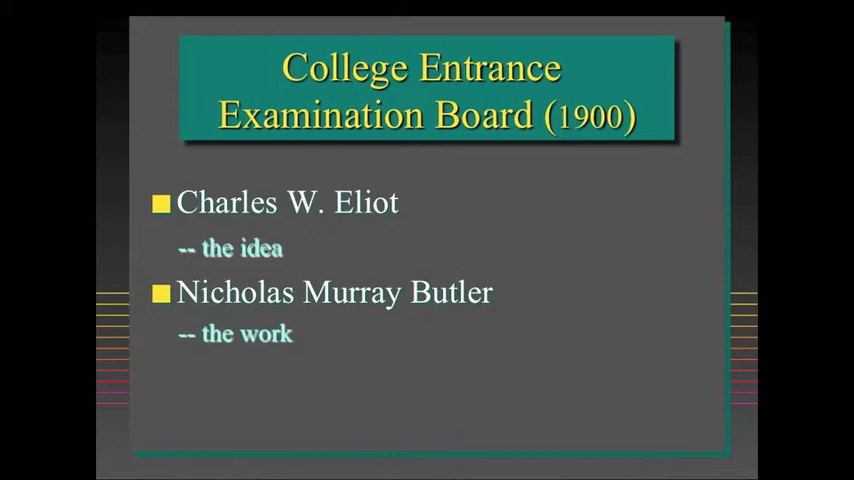 College Entrance
Examination Board (1900)
Charles W. Eliot
-- the idea
Nicholas Murray Butler
-- the work